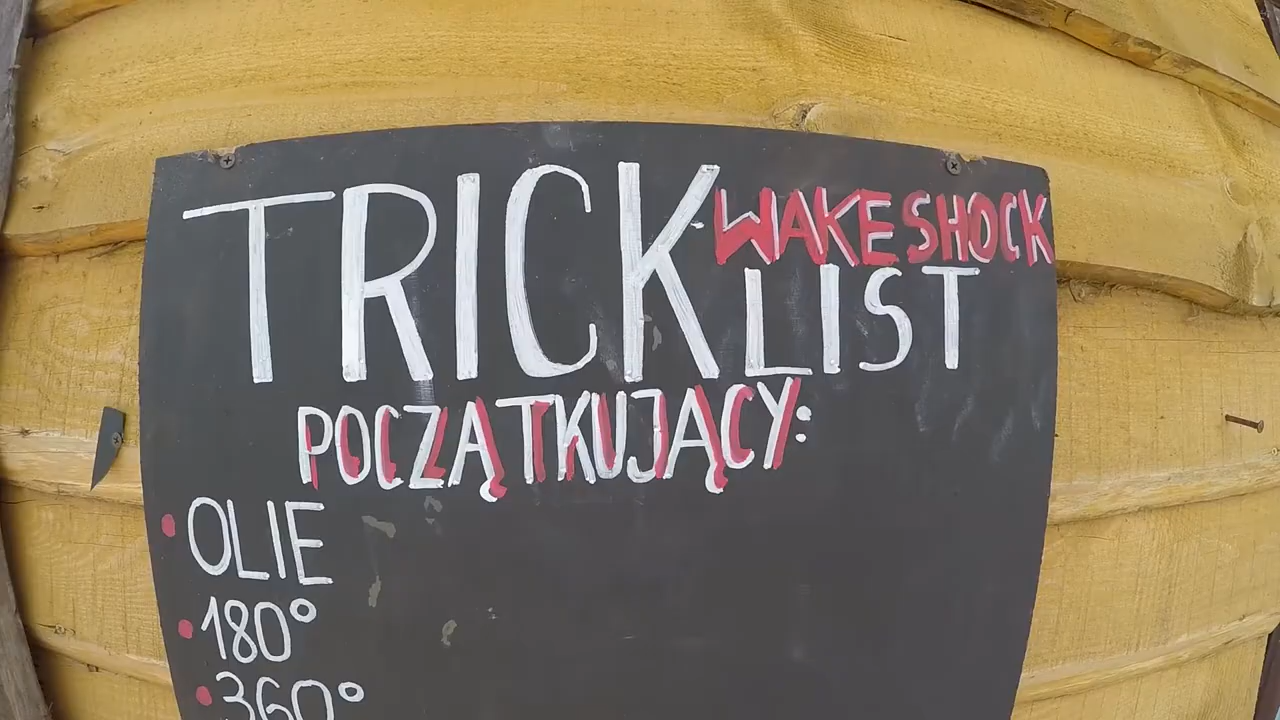 TRICK WAKE SHOCK
LIST
POCZĄTKUJĄCY:
• OLIE
• 180°
• 360°